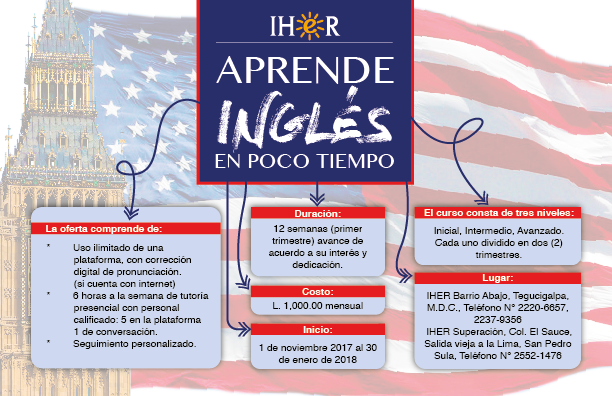 IHER
APRENDE
INGLÉS
EN POCO TIEMPO
La oferta comprende de:
* Uso ilimitado de una
plataforma, con corrección
digital de pronunciación.
(si cuenta con internet)
* 6 horas a la semana de tutoría
presencial con personal
calificado: 5 en la plataforma
1 de conversación.
* Seguimiento personalizado.
Duración:
12 semanas (primer
trimestre) avance de
acuerdo a su interés y
dedicación.
Costo:
L. 1,000.00 mensual
Inicio:
1 de noviembre 2017 al 30
de enero de 2018
El curso consta de tres niveles:
Inicial, Intermedio, Avanzado.
Cada uno dividido en dos (2)
trimestres.
Lugar:
IHER Barrio Abajo, Tegucigalpa,
M.D.C., Teléfono N° 2220-6657,
2237-9356
IHER Superación, Col. El Sauce,
Salida vieja a la Lima, San Pedro
Sula, Teléfono N° 2552-1476